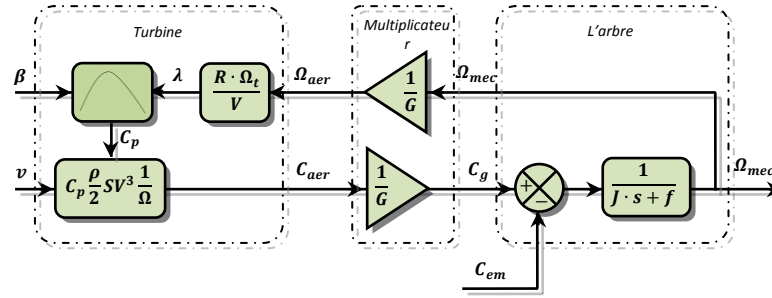 Turbine
Multiplicateu
r
L'arbre
β
λ
R · Ω_t / V
Ω_aer
1/G
Ω_mec
C_p
v
C_p ρ/2 SV³ 1/Ω
C_aer
1/G
C_g
+
−
1 / J · s + f
Ω_mec
C_em